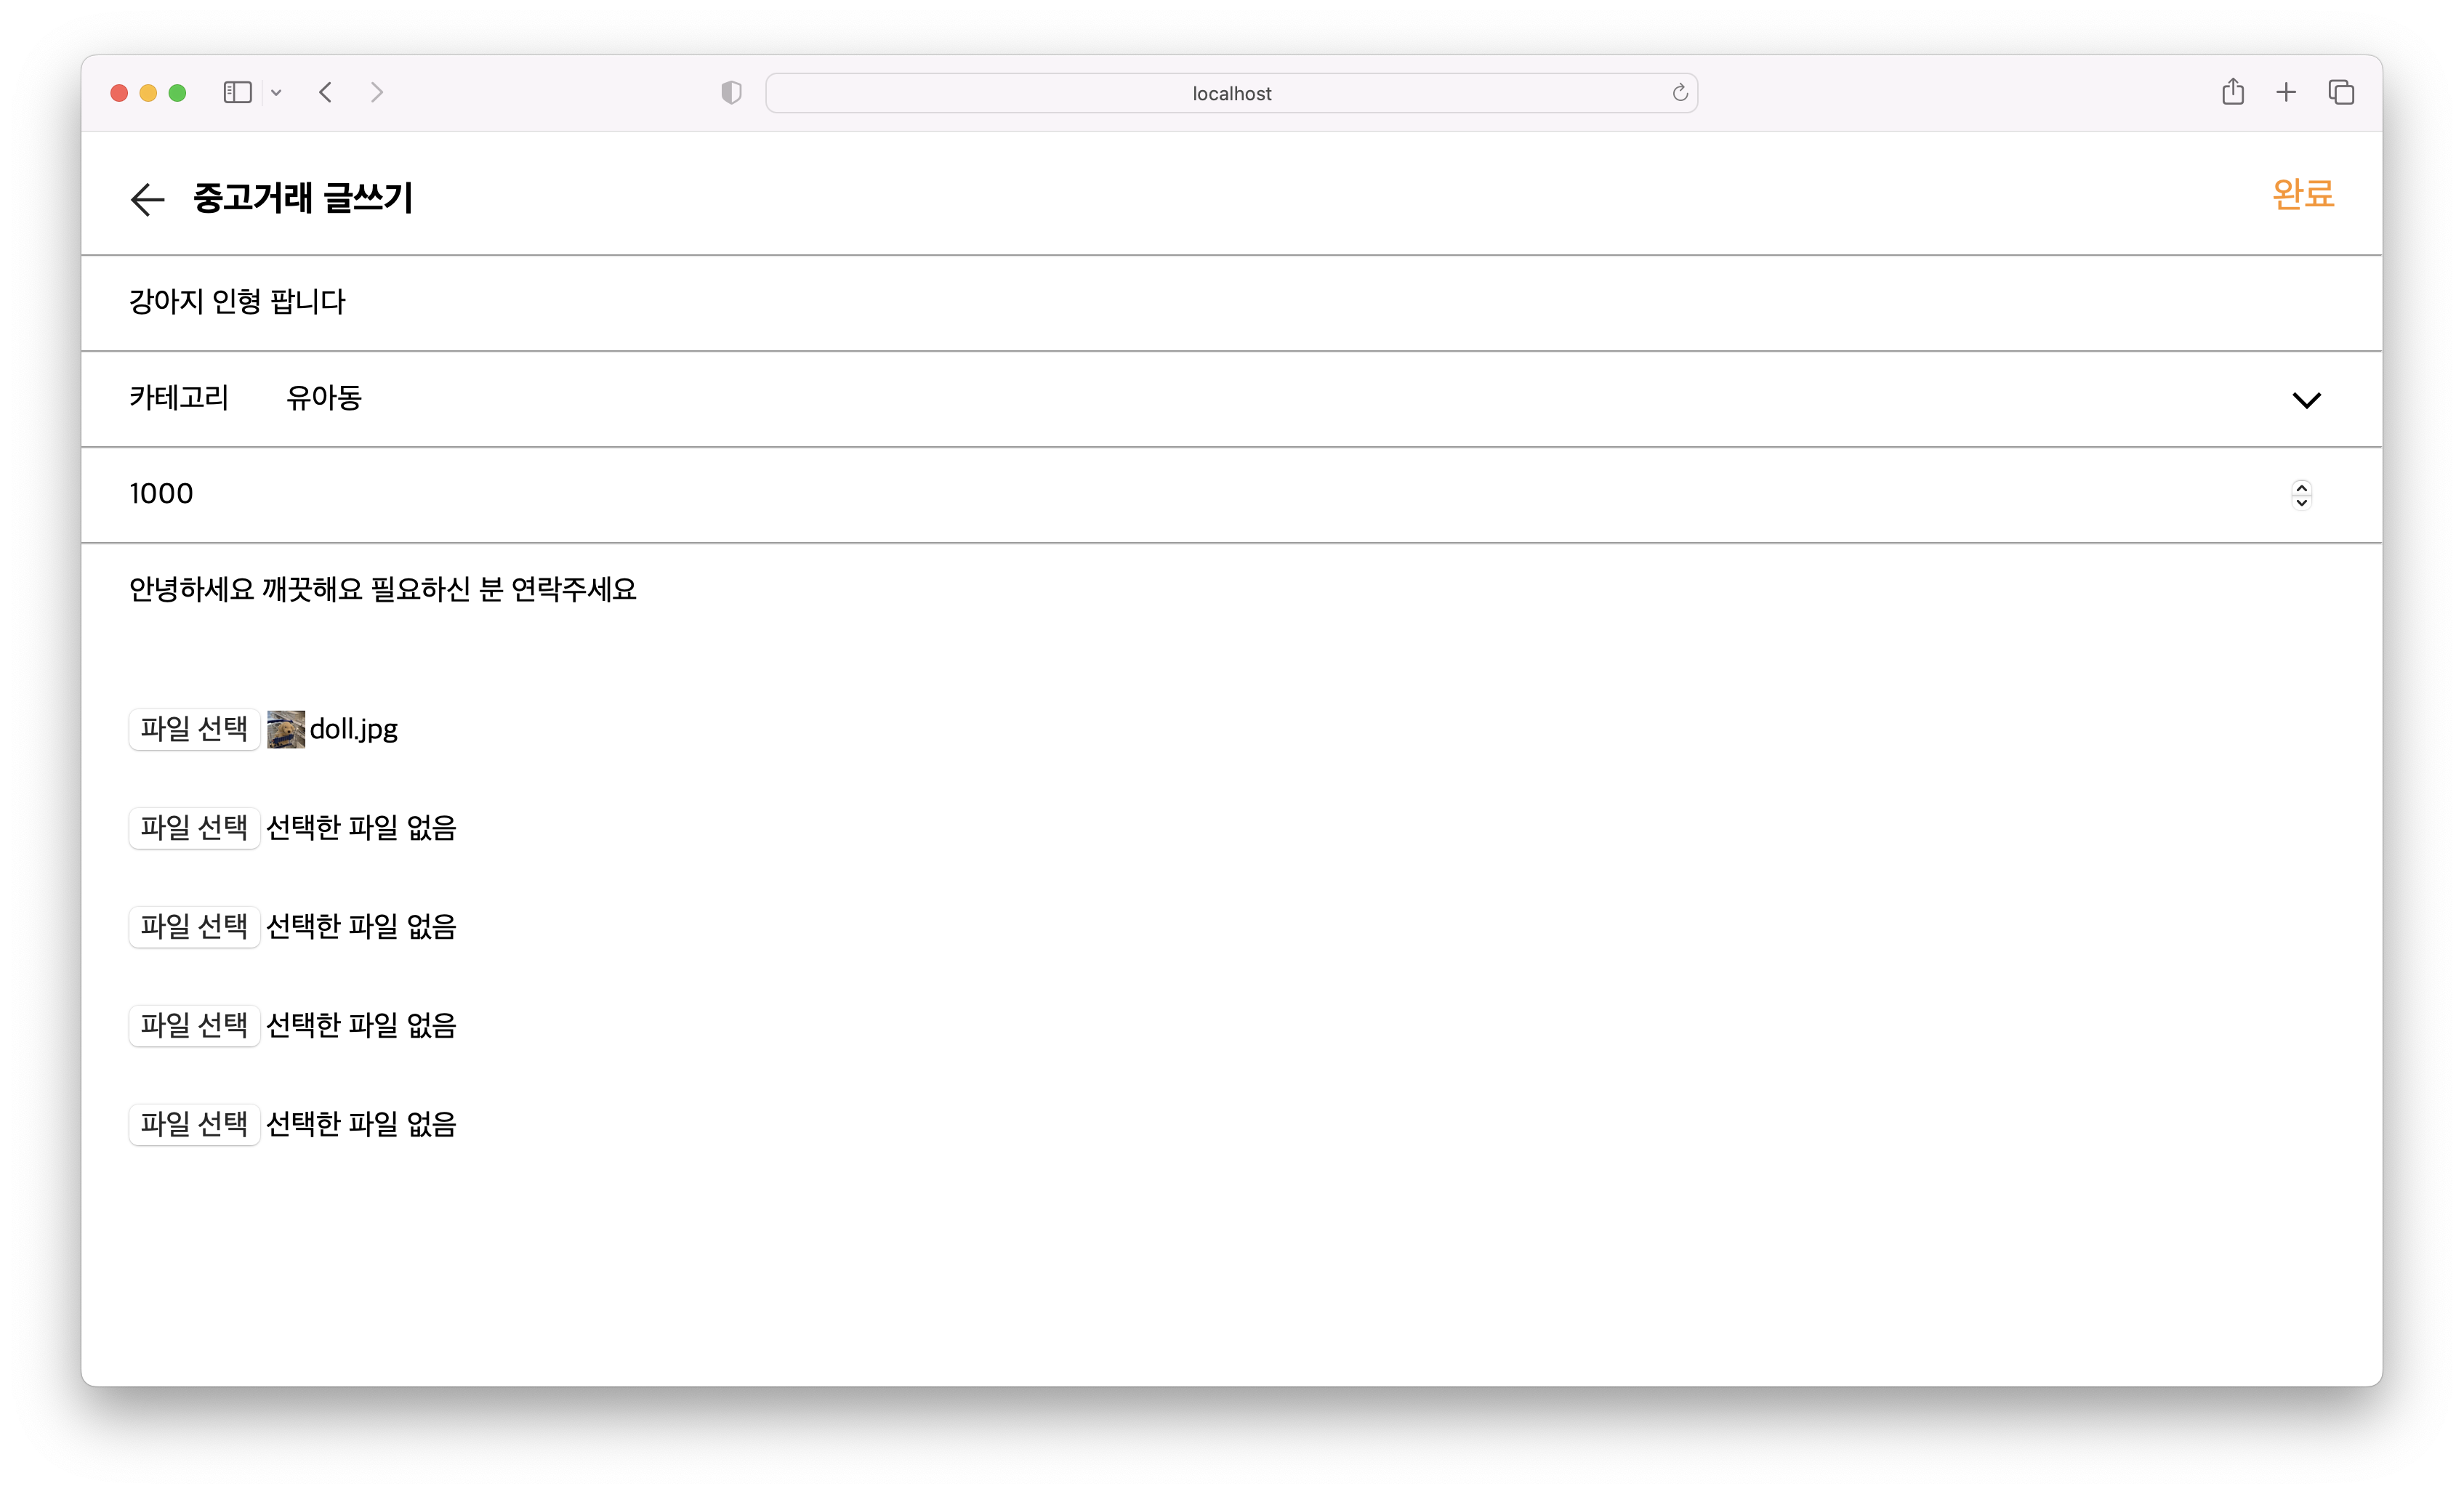 localhost
중고거래 글쓰기
완료
강아지 인형 팝니다
카테고리 유아동
1000
안녕하세요 깨끗해요 필요하신 분 연락주세요
파일 선택 doll.jpg
파일 선택 선택한 파일 없음
파일 선택 선택한 파일 없음
파일 선택 선택한 파일 없음
파일 선택 선택한 파일 없음